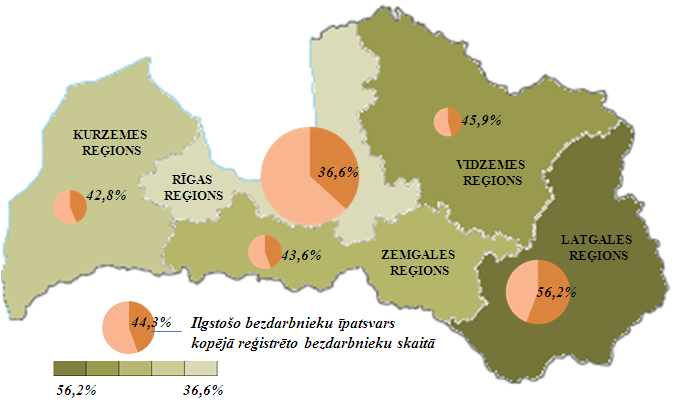 45,9%
KURZEMES
REĢIONS
36,6%
VIDZEMES
REĢIONS
RĪGAS
REĢIONS
42,8%
LATGALES
REĢIONS
43,6%
ZEMGALES
REĢIONS
56,2%
44,3%
Ilgstošo bezdarbnieku īpatsvars
kopējā reģistrēto bezdarbnieku skaitā
56,2%
36,6%